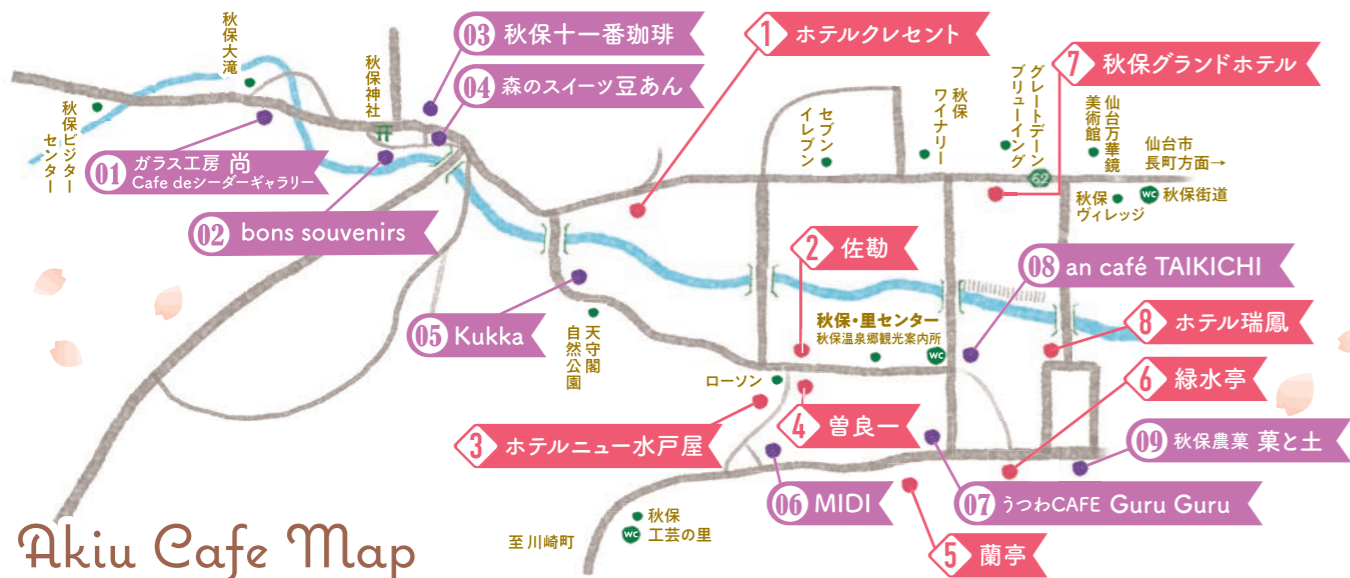 秋保大滝
秋保ビジター
センター
秋保神社
03 秋保十一番珈琲
04 森のスイーツ 豆あん
01 ガラス工房 尚
Cafe deシーダーギャラリー
02 bons souvenirs
1 ホテルクレセント
7 秋保グランドホテル
セブン
イレブン
秋保
ワイナリー
グレートデーン
ブリューイング
仙台万華鏡
美術館
仙台市
長町方面→
62
秋保
ヴィレッジ
WC 秋保街道
2 佐勘
08 an café TAIKICHI
05 Kukka
天守閣
自然公園
秋保・里センター
秋保温泉郷観光案内所
WC
8 ホテル瑞鳳
ローソン
6 緑水亭
3 ホテルニュー水戸屋
4 曽良一
09 秋保農菓 菓と土
06 MIDI
07 うつわCAFE Guru Guru
5 蘭亭
秋保
WC 工芸の里
至 川崎町
Akiu Cafe Map